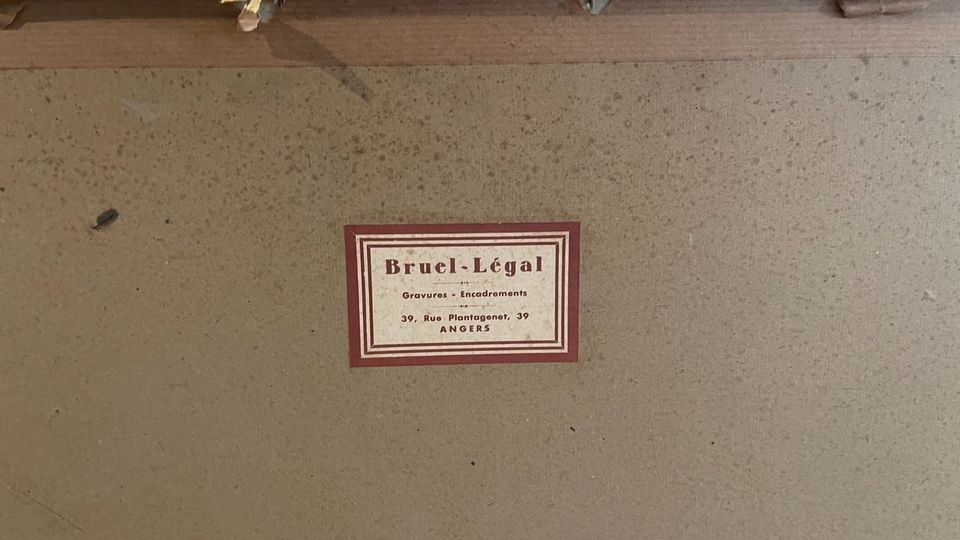 Bruel-Légal
Gravures - Encadrements
39, Rue Plantagenet, 39
ANGERS